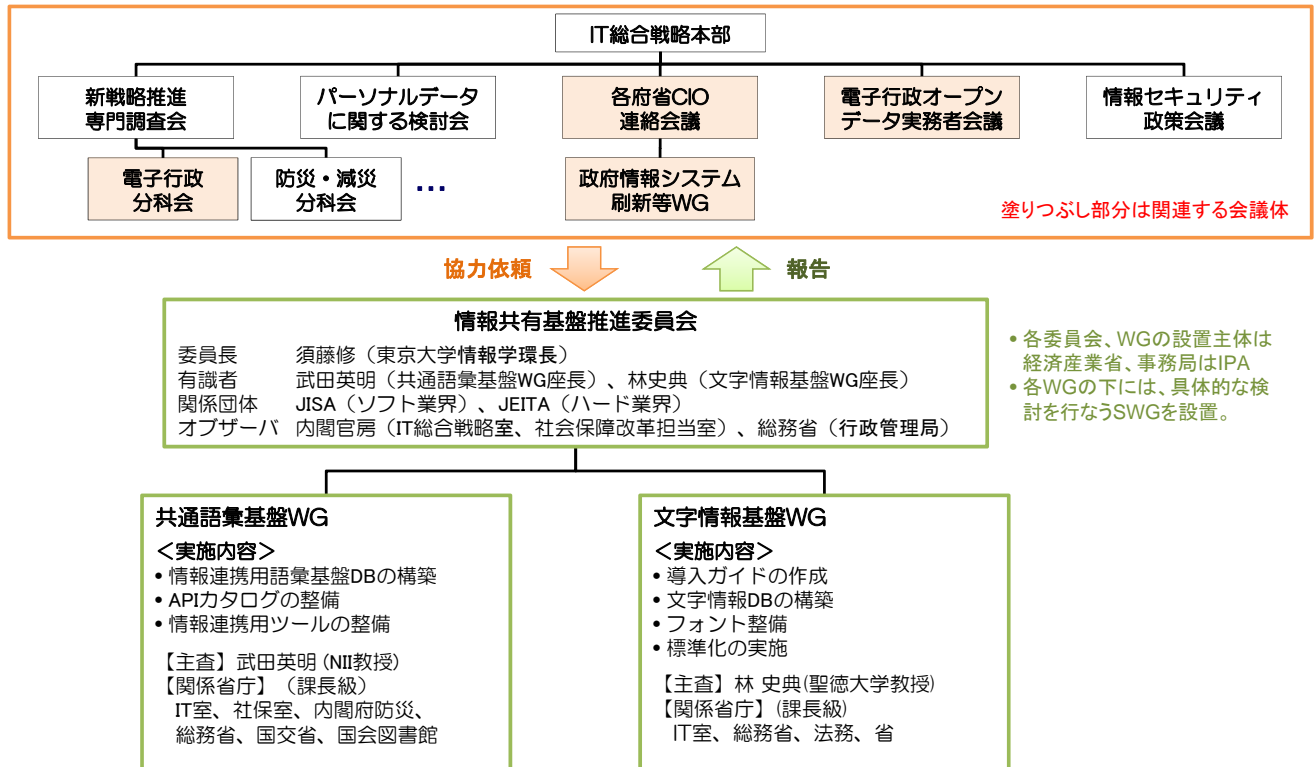 IT総合戦略本部
新戦略推進
専門調査会
パーソナルデータ
に関する検討会
各府省CIO
連絡会議
電子行政オープン
データ実務者会議
情報セキュリティ
政策会議
電子行政
分科会
防災・減災
分科会
...
政府情報システム
刷新等WG
塗りつぶし部分は関連する会議体
協力依頼
報告
情報共有基盤推進委員会
委員長 須藤修（東京大学情報学環長）
有識者 武田英明（共通語彙基盤WG座長）、林史典（文字情報基盤WG座長）
関係団体 JISA（ソフト業界）、JEITA（ハード業界）
オブザーバ 内閣官房（IT総合戦略室、社会保障改革担当室）、総務省（行政管理局）
• 各委員会、WGの設置主体は
経済産業省、事務局はIPA
• 各WGの下には、具体的な検
討を行なうSWGを設置。
共通語彙基盤WG
＜実施内容＞
• 情報連携用語彙基盤DBの構築
• APIカタログの整備
• 情報連携用ツールの整備
【主査】武田英明 (NII教授)
【関係省庁】（課長級）
IT室、社保室、内閣府防災、
総務省、国交省、国会図書館
文字情報基盤WG
＜実施内容＞
• 導入ガイドの作成
• 文字情報DBの構築
• フォント整備
• 標準化の実施
【主査】林 史典(聖徳大学教授)
【関係省庁】(課長級)
IT室、総務省、法務、省